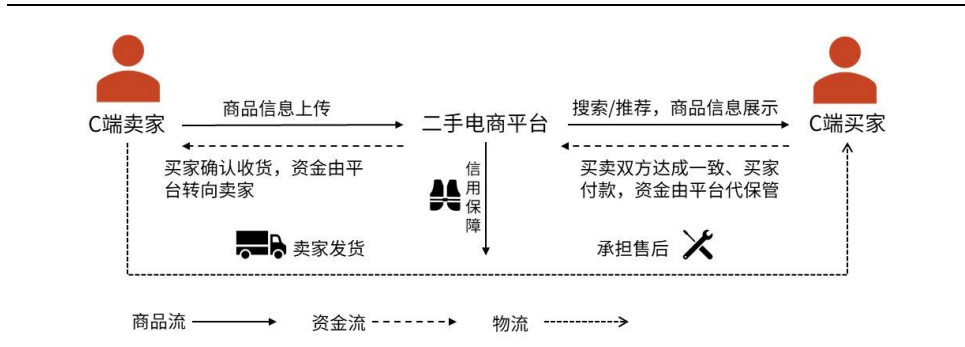 商品信息上传
搜索/推荐，商品信息展示
C端卖家
二手电商平台
C端买家
买家确认收货，资金由平
台转向卖家
信用保障
买卖双方达成一致、买家
付款，资金由平台代保管
卖家发货
承担售后
商品流
资金流
物流